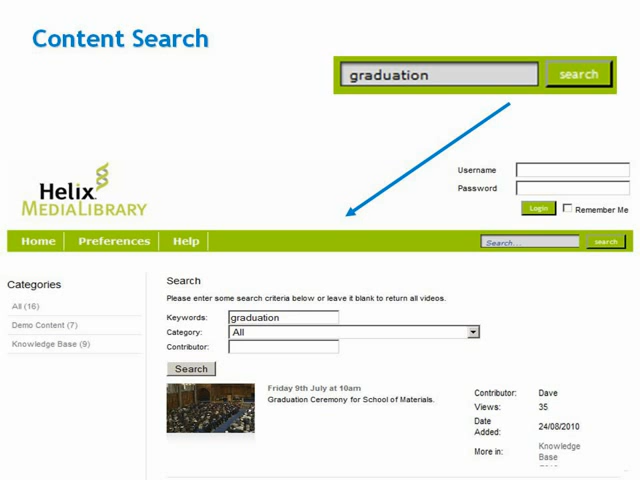 Content Search
graduation search
Username
Helix
MEDIALIBRARY
Password
Login Remember Me
Home Preferences Help Search... search
Categories
All (16)
Demo Content (7)
Knowledge Base (9)
Search
Please enter some search criteria below or leave it blank to return all videos.
Keywords: graduation
Category: All
Contributor:
Search
Friday 9th July at 10am
Graduation Ceremony for School of Materials.
Contributor: Dave
Views: 35
Date Added: 24/08/2010
More in: Knowledge
Base